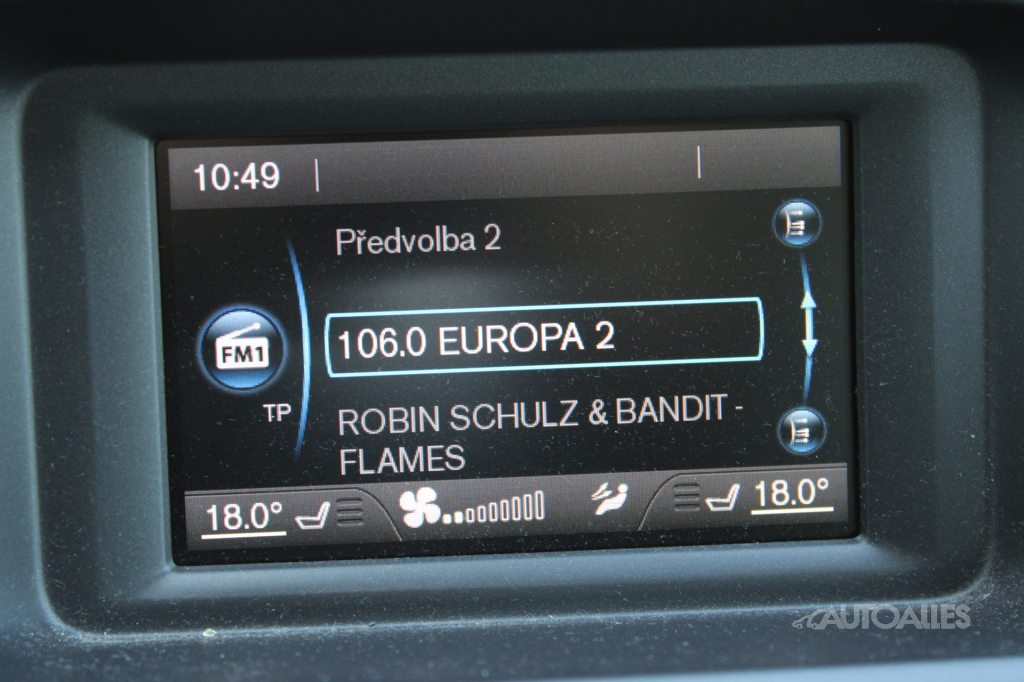 10:49
Předvolba 2
106.0 EUROPA 2
FM1
TP
ROBIN SCHULZ & BANDIT -
FLAMES
18.0°
18.0°
AUTOALLES